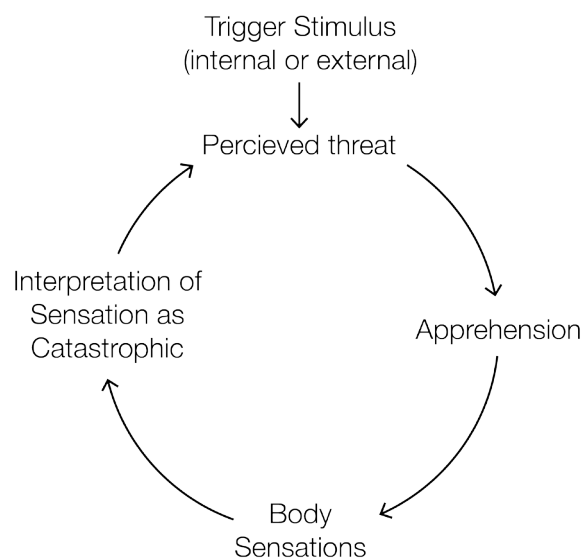 Trigger Stimulus
(internal or external)
Percieved threat
Interpretation of
Sensation as
Catastrophic
Apprehension
Body
Sensations